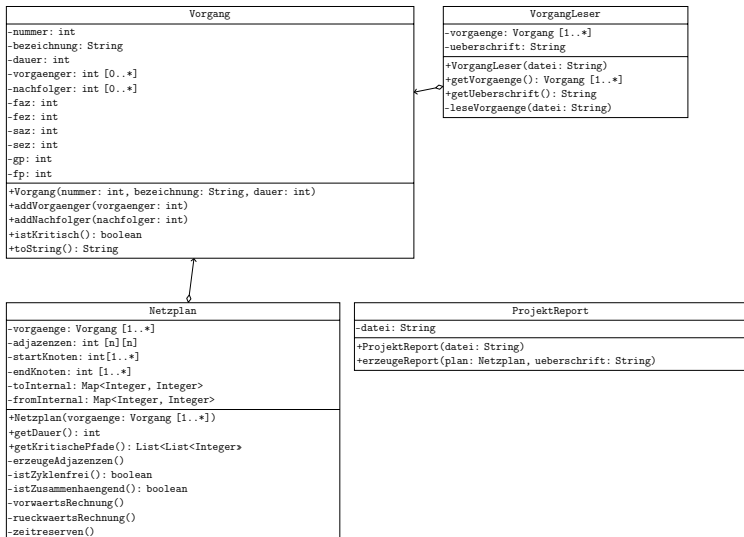 Vorgang
-nummer: int
-bezeichnung: String
-dauer: int
-vorgaenger: int [0..*]
-nachfolger: int [0..*]
-faz: int
-fez: int
-saz: int
-sez: int
-gp: int
-fp: int
+Vorgang(nummer: int, bezeichnung: String, dauer: int)
+addVorgaenger(vorgaenger: int)
+addNachfolger(nachfolger: int)
+istKritisch(): boolean
+toString(): String
VorgangLeser
-vorgaenge: Vorgang [1..*]
-ueberschrift: String
+VorgangLeser(datei: String)
+getVorgaenge(): Vorgang [1..*]
+getUeberschrift(): String
-leseVorgaenge(datei: String)
Netzplan
-vorgaenge: Vorgang [1..*]
-adjazenzen: int [n][n]
-startKnoten: int[1..*]
-endKnoten: int [1..*]
-toInternal: Map<Integer, Integer>
-fromInternal: Map<Integer, Integer>
+Netzplan(vorgaenge: Vorgang [1..*])
+getDauer(): int
+getKritischePfade(): List<List<Integer»
-erzeugeAdjazenzen()
-istZyklenfrei(): boolean
-istZusammenhaengend(): boolean
-vorwaertsRechnung()
-rueckwaertsRechnung()
-zeitreserven()
ProjektReport
-datei: String
+ProjektReport(datei: String)
+erzeugeReport(plan: Netzplan, ueberschrift: String)